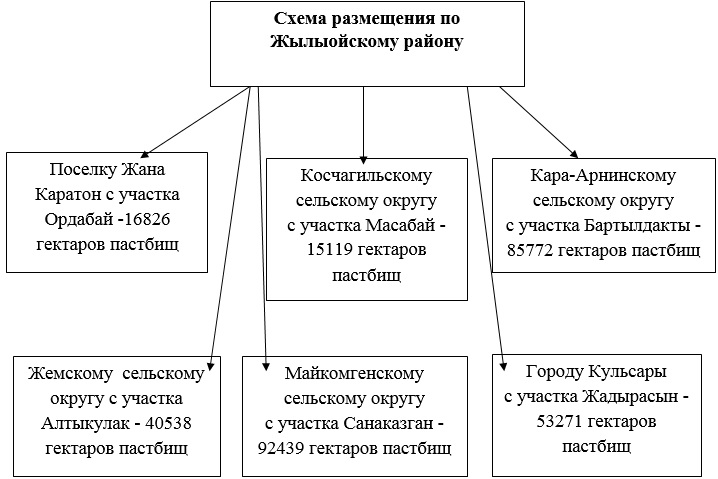 Схема размещения по
Жылыойскому району
Поселку Жана
Каратон с участка
Ордабай -16826
гектаров пастбищ
Косчагильскому
сельскому округу
с участка Масабай -
15119 гектаров
пастбищ
Кара-Арнинскому
сельскому округу
с участка Бартылдакты -
85772 гектаров пастбищ
Жемскому  сельскому
округу с участка
Алтыкулак - 40538
гектаров пастбищ
Майкомгенскому
сельскому округу
с участка Санаказган -
92439 гектаров пастбищ
Городу Кульсары
с участка Жадырасын -
53271 гектаров
пастбищ